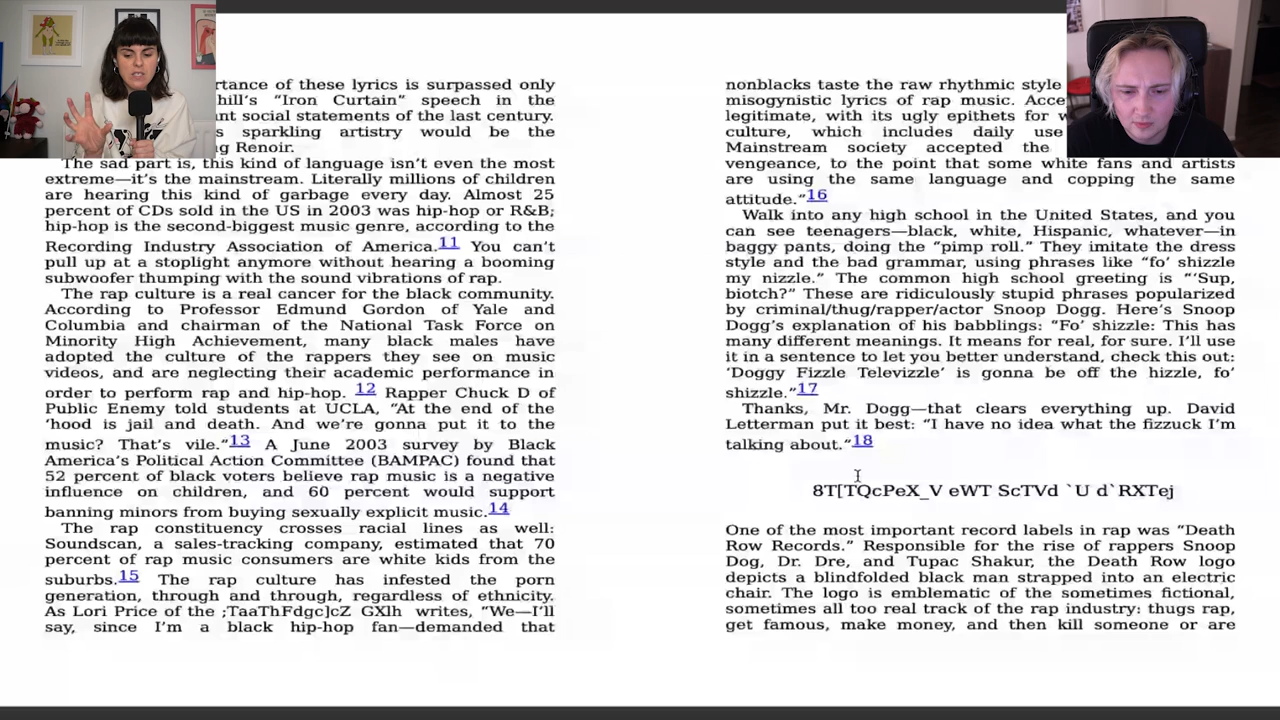 rtance of these lyrics is surpassed only
hill's “Iron Curtain” speech in the
nt social statements of the last century.
s sparkling artistry would be the
g Renoir.
The sad part is, this kind of language isn't even the most
extreme—it's the mainstream. Literally millions of children
are hearing this kind of garbage every day. Almost 25
percent of CDs sold in the US in 2003 was hip-hop or R&B;
hip-hop is the second-biggest music genre, according to the
Recording Industry Association of America.11 You can't
pull up at a stoplight anymore without hearing a booming
subwoofer thumping with the sound vibrations of rap.
The rap culture is a real cancer for the black community.
According to Professor Edmund Gordon of Yale and
Columbia and chairman of the National Task Force on
Minority High Achievement, many black males have
adopted the culture of the rappers they see on music
videos, and are neglecting their academic performance in
order to perform rap and hip-hop. 12 Rapper Chuck D of
Public Enemy told students at UCLA, “At the end of the
‘hood is jail and death. And we're gonna put it to the
music? That's vile.”13 A June 2003 survey by Black
America's Political Action Committee (BAMPAC) found that
52 percent of black voters believe rap music is a negative
influence on children, and 60 percent would support
banning minors from buying sexually explicit music.14
The rap constituency crosses racial lines as well:
Soundscan, a sales-tracking company, estimated that 70
percent of rap music consumers are white kids from the
suburbs.15 The rap culture has infested the porn
generation, through and through, regardless of ethnicity.
As Lori Price of the ;TaaThFdgc]cZ GXlh writes, “We—I'll
say, since I'm a black hip-hop fan—demanded that
nonblacks taste the raw rhythmic style
misogynistic lyrics of rap music. Acce
legitimate, with its ugly epithets for w
culture, which includes daily use
Mainstream society accepted the
vengeance, to the point that some white fans and artists
are using the same language and copping the same
attitude.“16
Walk into any high school in the United States, and you
can see teenagers—black, white, Hispanic, whatever—in
baggy pants, doing the “pimp roll.” They imitate the dress
style and the bad grammar, using phrases like “fo’ shizzle
my nizzle.” The common high school greeting is “‘Sup,
biotch?” These are ridiculously stupid phrases popularized
by criminal/thug/rapper/actor Snoop Dogg. Here's Snoop
Dogg's explanation of his babblings: “Fo’ shizzle: This has
many different meanings. It means for real, for sure. I'll use
it in a sentence to let you better understand, check this out:
‘Doggy Fizzle Televizzle’ is gonna be off the hizzle, fo’
shizzle.”17
Thanks, Mr. Dogg—that clears everything up. David
Letterman put it best: “I have no idea what the fizzuck I'm
talking about.“18
8T[TQcPeX_V eWT ScTVd `U d`RXTej
One of the most important record labels in rap was “Death
Row Records.” Responsible for the rise of rappers Snoop
Dog, Dr. Dre, and Tupac Shakur, the Death Row logo
depicts a blindfolded black man strapped into an electric
chair. The logo is emblematic of the sometimes fictional,
sometimes all too real track of the rap industry: thugs rap,
get famous, make money, and then kill someone or are